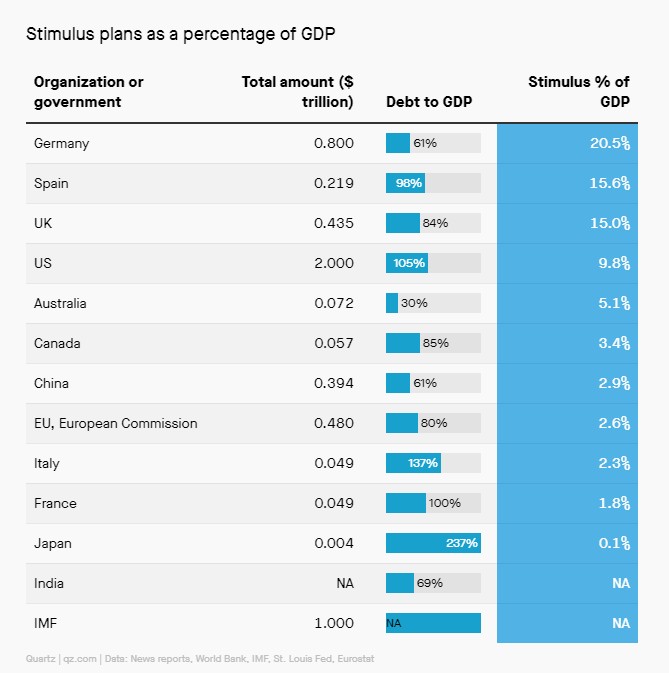 Stimulus plans as a percentage of GDP
Organization or government Total amount ($ trillion) Debt to GDP Stimulus % of GDP
Germany 0.800 61% 20.5%
Spain 0.219 98% 15.6%
UK 0.435 84% 15.0%
US 2.000 105% 9.8%
Australia 0.072 30% 5.1%
Canada 0.057 85% 3.4%
China 0.394 61% 2.9%
EU, European Commission 0.480 80% 2.6%
Italy 0.049 137% 2.3%
France 0.049 100% 1.8%
Japan 0.004 237% 0.1%
India NA 69% NA
IMF 1.000 NA NA
Quartz | qz.com | Data: News reports, World Bank, IMF, St. Louis Fed, Eurostat